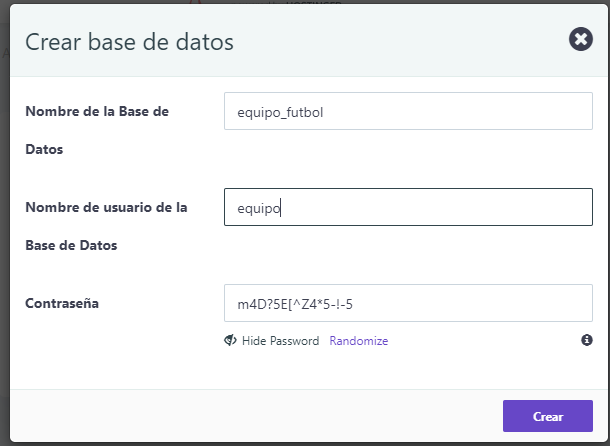 Crear base de datos
Nombre de la Base de
Datos
equipo_futbol
Nombre de usuario de la
Base de Datos
equipo
Contraseña
m4D?5E[^Z4*5-!-5
Hide Password Randomize
Crear